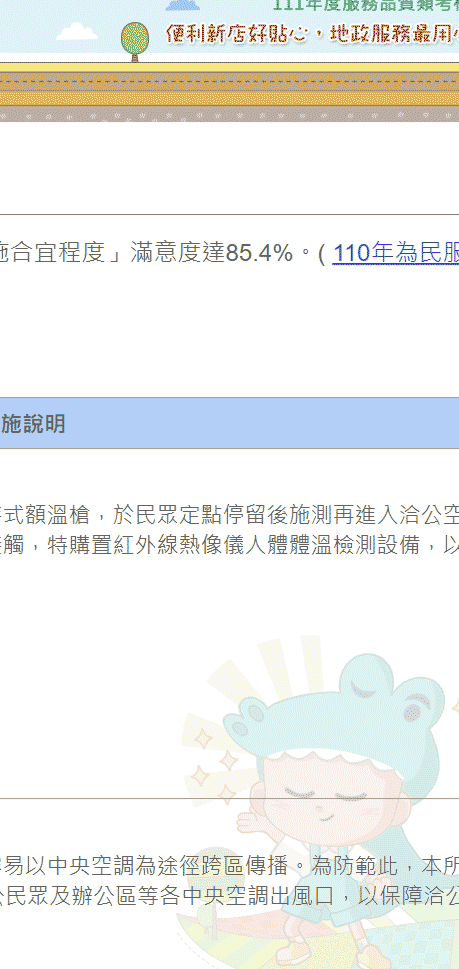 111年度服務品質類考
便利新店好貼心，地政服務最用
施合宜程度」滿意度達85.4%。( 110年為民服
施說明
式額溫槍，於民眾定點停留後施測再進入洽公空
觸，特購置紅外線熱像儀人體體溫檢測設備，以
易以中央空調為途徑跨區傳播。為防範此，本所
公民眾及辦公區等各中央空調出風口，以保障洽公